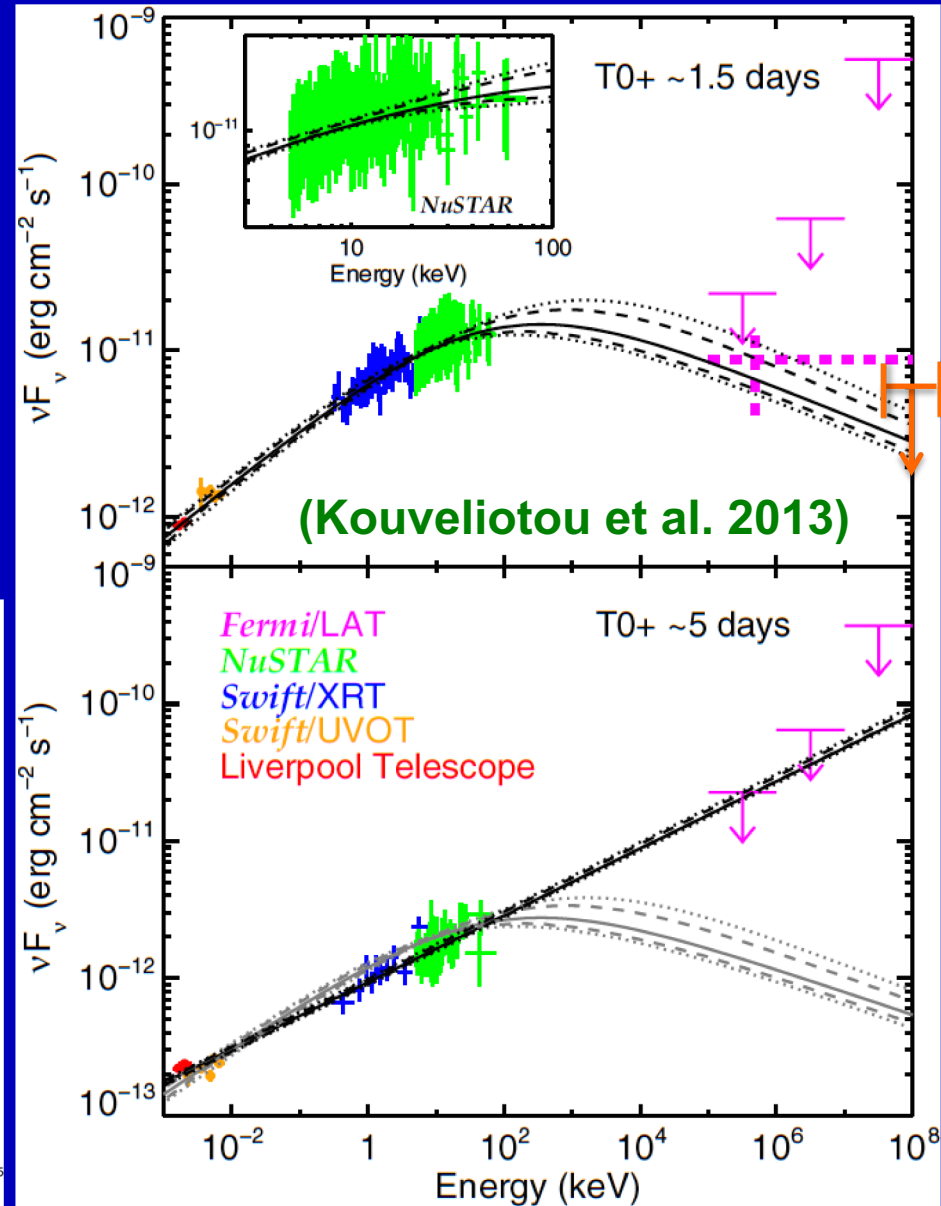 10⁻⁹
T0+ ~1.5 days
10⁻¹¹
NuSTAR
10 100
Energy (keV)
10⁻¹⁰
νFν (erg cm⁻² s⁻¹)
10⁻¹¹
10⁻¹²
(Kouveliotou et al. 2013)
10⁻⁹
Fermi/LAT
T0+ ~5 days
NuSTAR
Swift/XRT
Swift/UVOT
Liverpool Telescope
10⁻¹⁰
νFν (erg cm⁻² s⁻¹)
10⁻¹¹
10⁻¹²
10⁻¹³
10⁻² 1 10² 10⁴ 10⁶ 10⁸
Energy (keV)